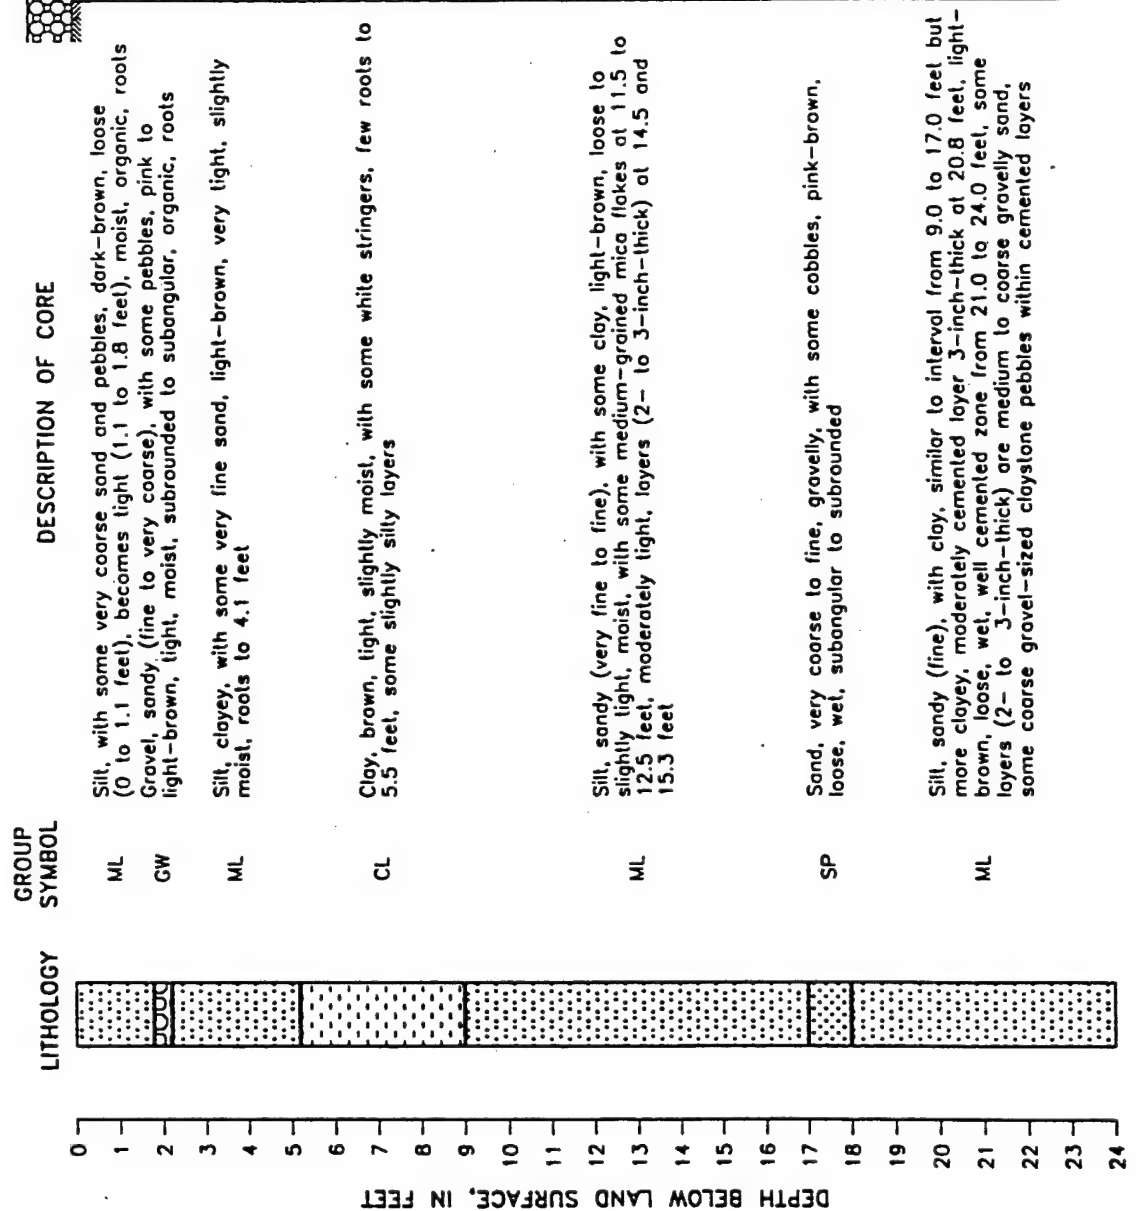 DESCRIPTION OF CORE
GROUP
SYMBOL
LITHOLOGY
DEPTH BELOW LAND SURFACE, IN FEET
0
1
2
3
4
5
6
7
8
9
10
11
12
13
14
15
16
17
18
19
20
21
22
23
24
ML
Silt, with some very coarse sand and pebbles, dark-brown, loose
(0 to 1.1 feet), becomes tight (1.1 to 1.8 feet), moist, organic, roots
GW
Gravel, sandy (fine to very coarse), with some pebbles, pink to
light-brown, tight, moist, subrounded to subangular, organic, roots
ML
Silt, clayey, with some very fine sand, light-brown, very tight, slightly
moist, roots to 4.1 feet
CL
Clay, brown, tight, slightly moist, with some white stringers, few roots to
5.5 feet, some slightly silty layers
ML
Silt, sandy (very fine to fine), with some clay, light-brown, loose to
slightly tight, moist, with some medium-grained mica flakes at 11.5 to
12.5 feet, moderately tight, layers (2- to 3-inch-thick) at 14.5 and
15.3 feet
SP
Sand, very coarse to fine, gravelly, with some cobbles, pink-brown,
loose, wet, subangular to subrounded
ML
Silt, sandy (fine), with clay, similar to interval from 9.0 to 17.0 feet but
more clayey, moderately cemented layer 3-inch-thick at 20.8 feet, light-
brown, loose, wet, well cemented zone from 21.0 to 24.0 feet, some
layers (2- to 3-inch-thick) are medium to coarse gravelly sand,
some coarse gravel-sized claystone pebbles within cemented layers